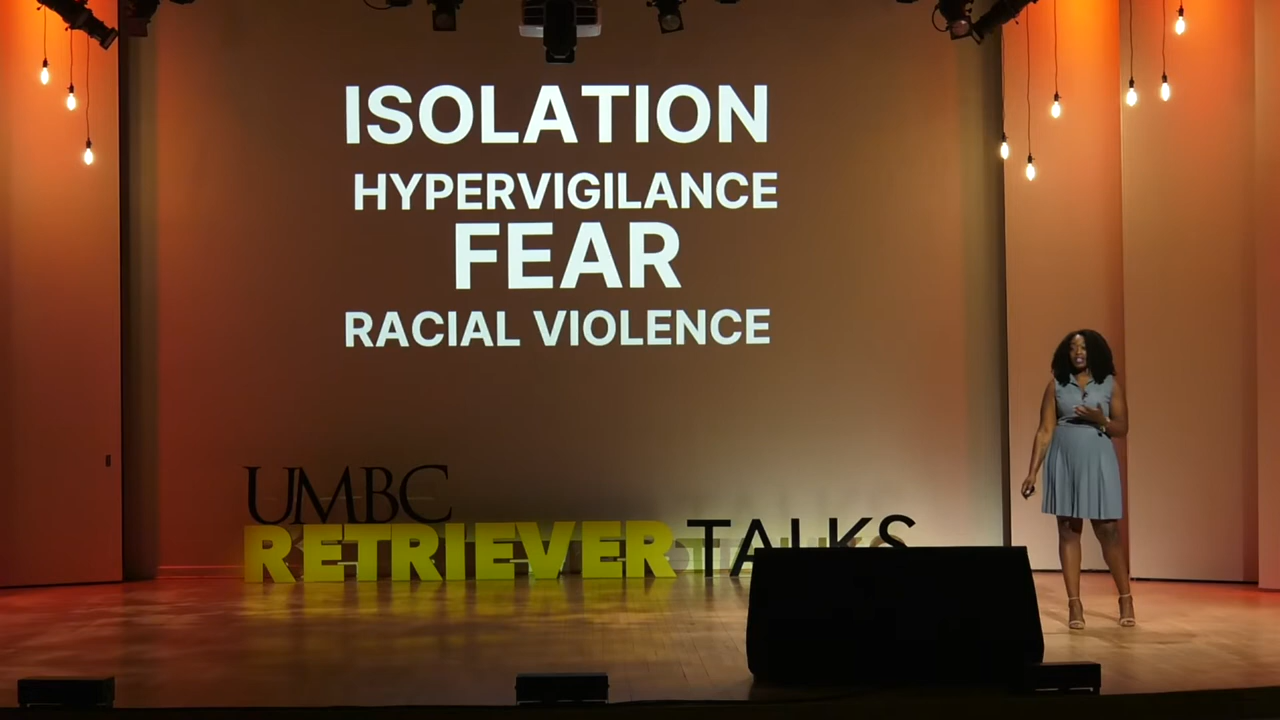 ISOLATION
HYPERVIGILANCE
FEAR
RACIAL VIOLENCE
UMBC
RETRIEVER TALKS